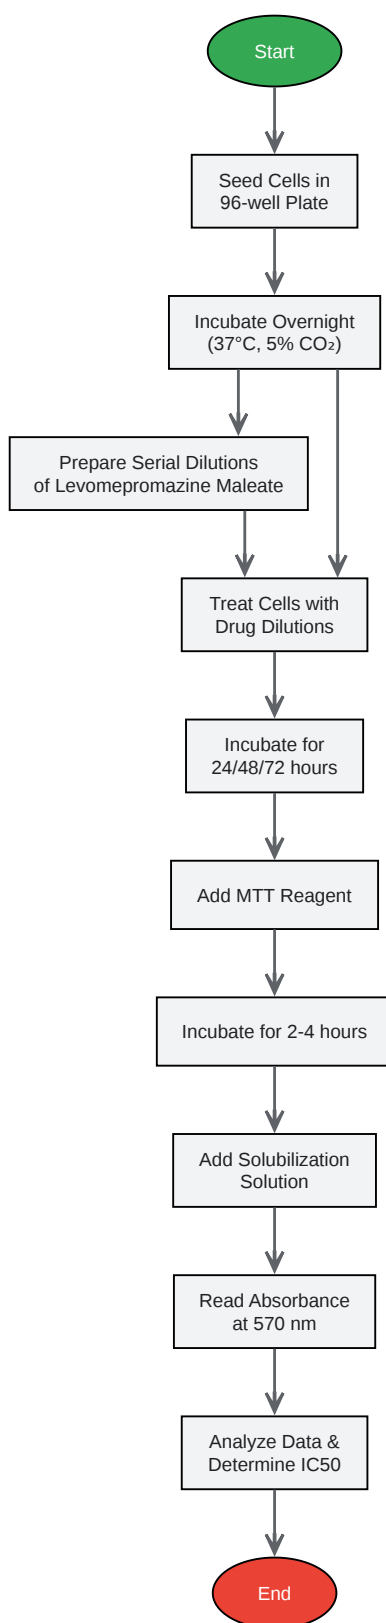 Start
Seed Cells in
96-well Plate
Incubate Overnight
(37°C, 5% CO₂)
Prepare Serial Dilutions
of Levomepromazine Maleate
Treat Cells with
Drug Dilutions
Incubate for
24/48/72 hours
Add MTT Reagent
Incubate for 2-4 hours
Add Solubilization
Solution
Read Absorbance
at 570 nm
Analyze Data &
Determine IC50
End